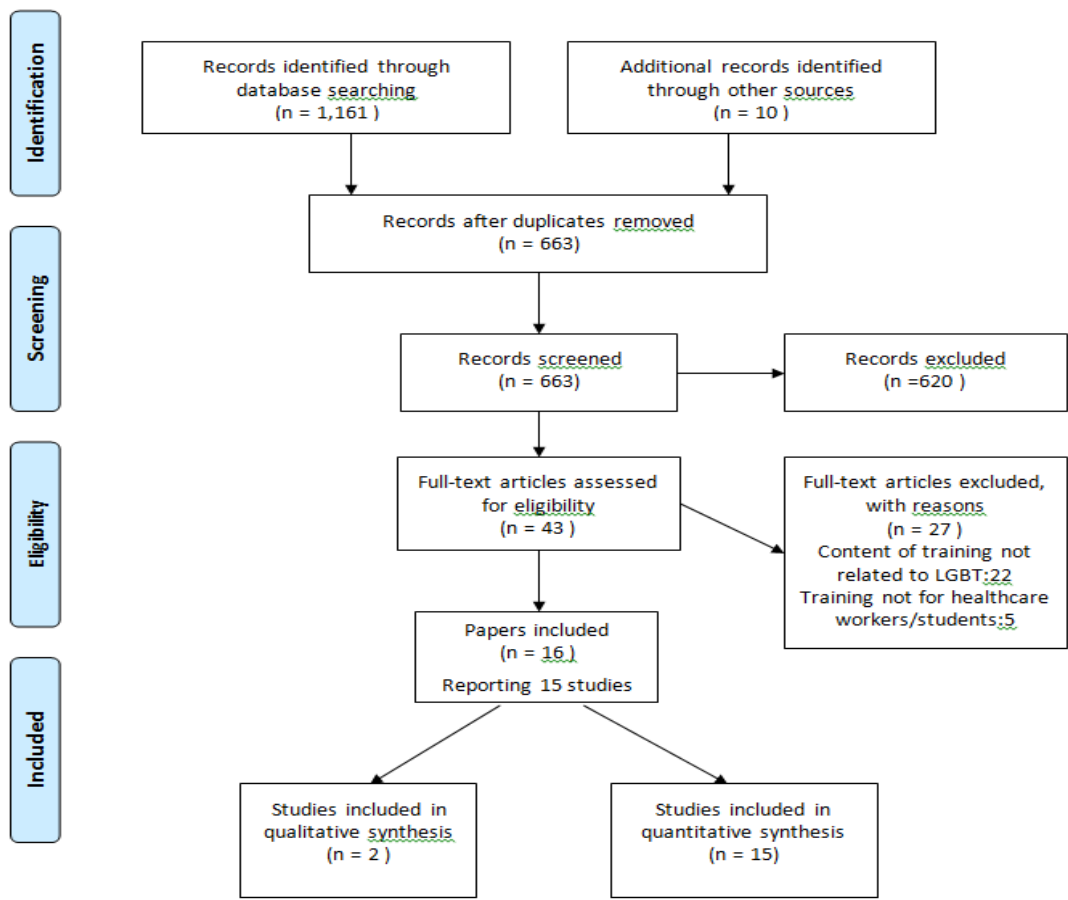 Identification
Records identified through
database searching
(n = 1,161 )
Additional records identified
through other sources
(n = 10 )
Records after duplicates removed
(n = 663)
Screening
Records screened
(n = 663)
Records excluded
(n =620 )
Eligibility
Full-text articles assessed
for eligibility
(n = 43 )
Full-text articles excluded,
with reasons
(n = 27 )
Content of training not
related to LGBT:22
Training not for healthcare
workers/students:5
Papers included
(n = 16 )
Reporting 15 studies
Included
Studies included in
qualitative synthesis
(n = 2 )
Studies included in
quantitative synthesis
(n = 15)